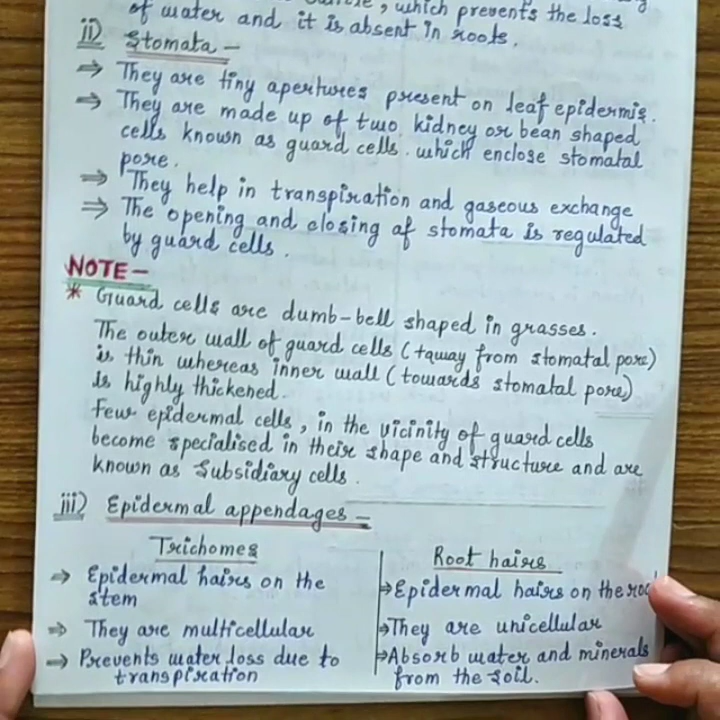 , which prevents the loss
of water and it is absent in roots.
ii) Stomata -
⇒ They are tiny apertures present on leaf epidermis.
⇒ They are made up of two kidney or bean shaped
cells known as guard cells. which enclose stomatal
pore.
⇒ They help in transpiration and gaseous exchange
⇒ The opening and closing of stomata is regulated
by guard cells.
NOTE -
* Guard cells are dumb-bell shaped in grasses.
The outer wall of guard cells (away from stomatal pore)
is thin whereas inner wall (towards stomatal pore)
is highly thickened.
Few epidermal cells, in the vicinity of guard cells
become specialised in their shape and structure and are
known as Subsidiary cells.
iii) Epidermal appendages -
Trichomes
⇒ Epidermal hairs on the
stem
⇒ They are multicellular
⇒ Prevents water loss due to
transpiration
Root hairs
⇒ Epidermal hairs on the
⇒ They are unicellular
⇒ Absorb water and minerals
from the soil.